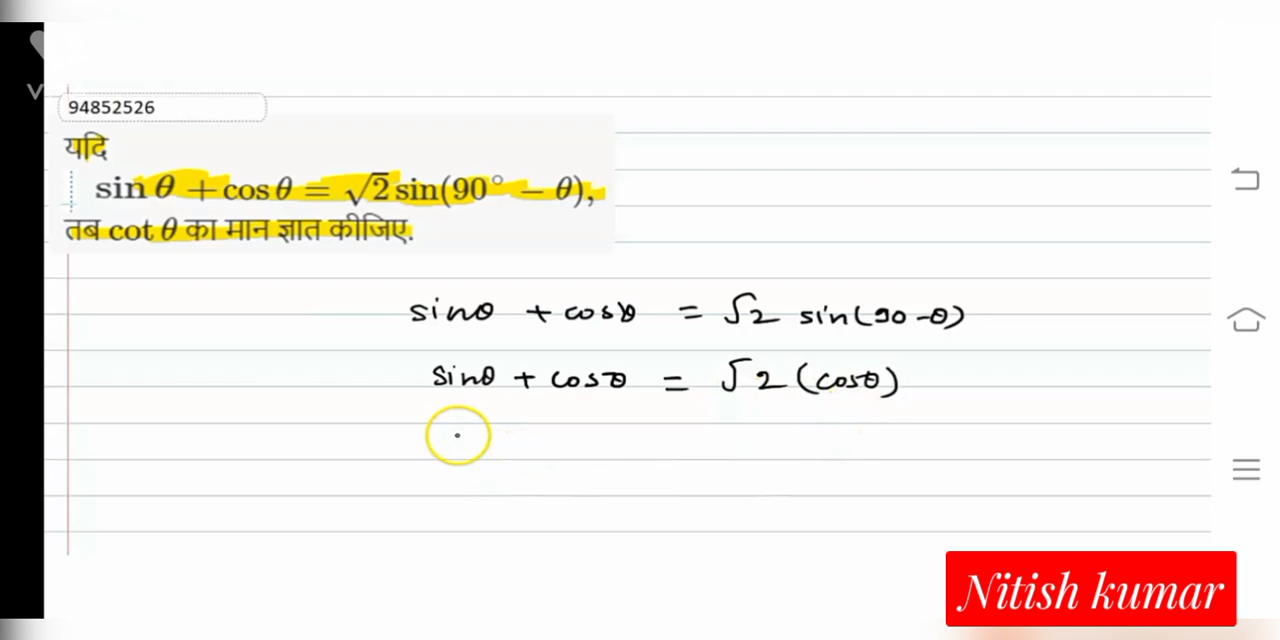 94852526
यदि
sin θ + cos θ = √2 sin(90° − θ),
तब cot θ का मान ज्ञात कीजिए.
sinθ + cosθ = √2 sin(90-θ)
sinθ + cosθ = √2 (cosθ)
Nitish kumar